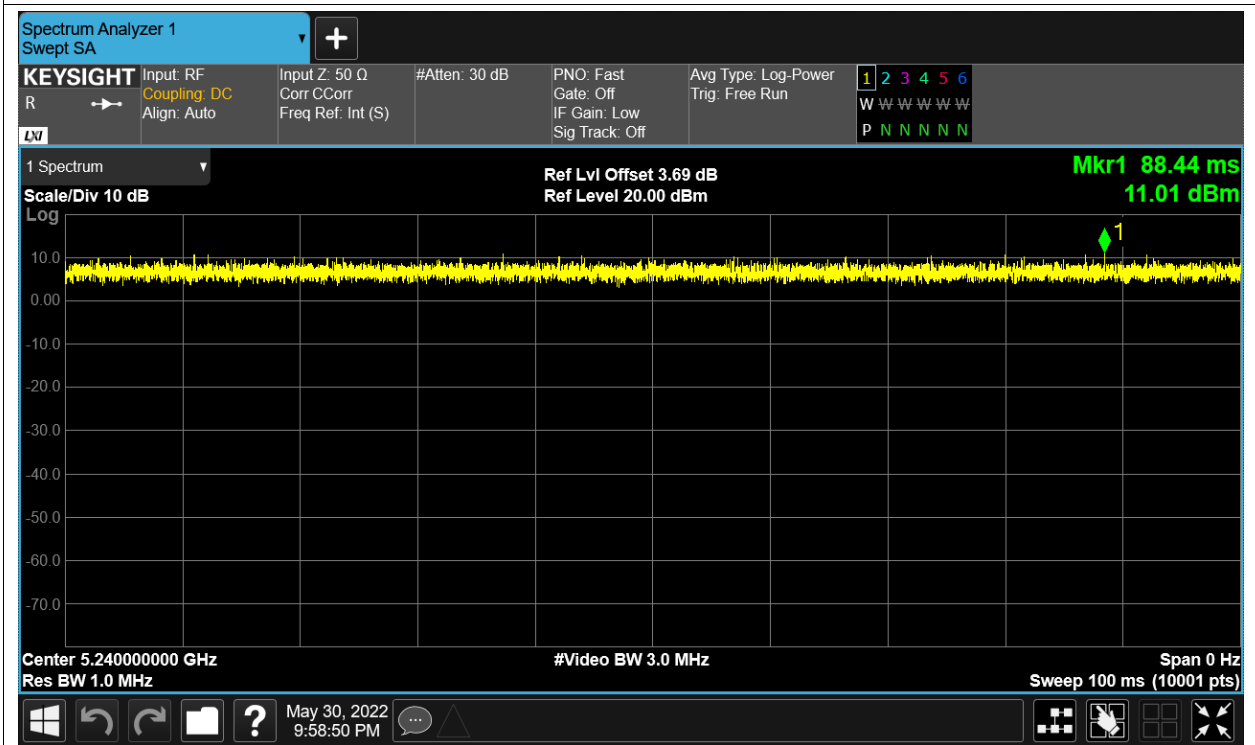 Spectrum Analyzer 1
Swept SA
KEYSIGHT
R
LXI
Input: RF
Coupling: DC
Align: Auto
Input Z: 50 Ω
Corr CCorr
Freq Ref: Int (S)
#Atten: 30 dB
PNO: Fast
Gate: Off
IF Gain: Low
Sig Track: Off
Avg Type: Log-Power
Trig: Free Run
1 2 3 4 5 6
W W W W W W
P N N N N N
1 Spectrum
Scale/Div 10 dB
Ref Lvl Offset 3.69 dB
Ref Level 20.00 dBm
Mkr1 88.44 ms
11.01 dBm
Log
1
10.0
0.00
-10.0
-20.0
-30.0
-40.0
-50.0
-60.0
-70.0
Center 5.240000000 GHz
Res BW 1.0 MHz
#Video BW 3.0 MHz
Span 0 Hz
Sweep 100 ms (10001 pts)
?
May 30, 2022
9:58:50 PM